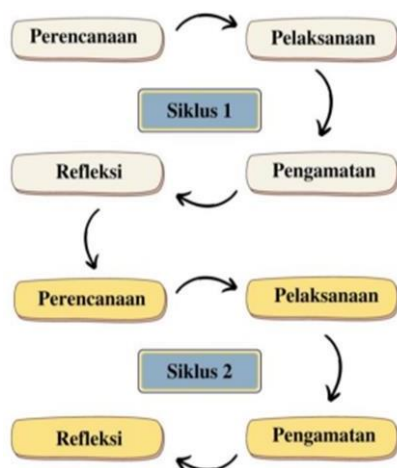 Perencanaan
Pelaksanaan
Siklus 1
Refleksi
Pengamatan
Perencanaan
Pelaksanaan
Siklus 2
Refleksi
Pengamatan